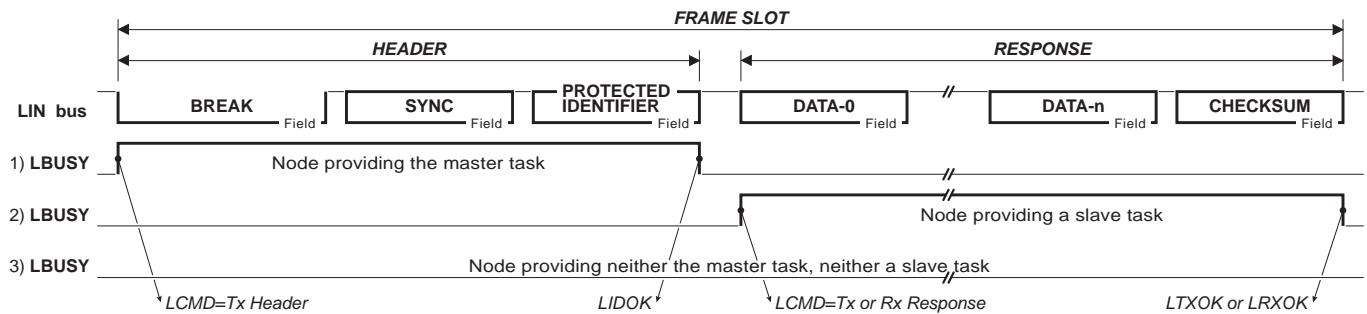 FRAME SLOT
HEADER RESPONSE
LIN bus BREAK Field SYNC Field PROTECTED IDENTIFIER Field DATA-0 Field DATA-n Field CHECKSUM Field
1) LBUSY Node providing the master task
2) LBUSY Node providing a slave task
3) LBUSY Node providing neither the master task, neither a slave task
LCMD=Tx Header LIDOK LCMD=Tx or Rx Response LTXOK or LRXOK